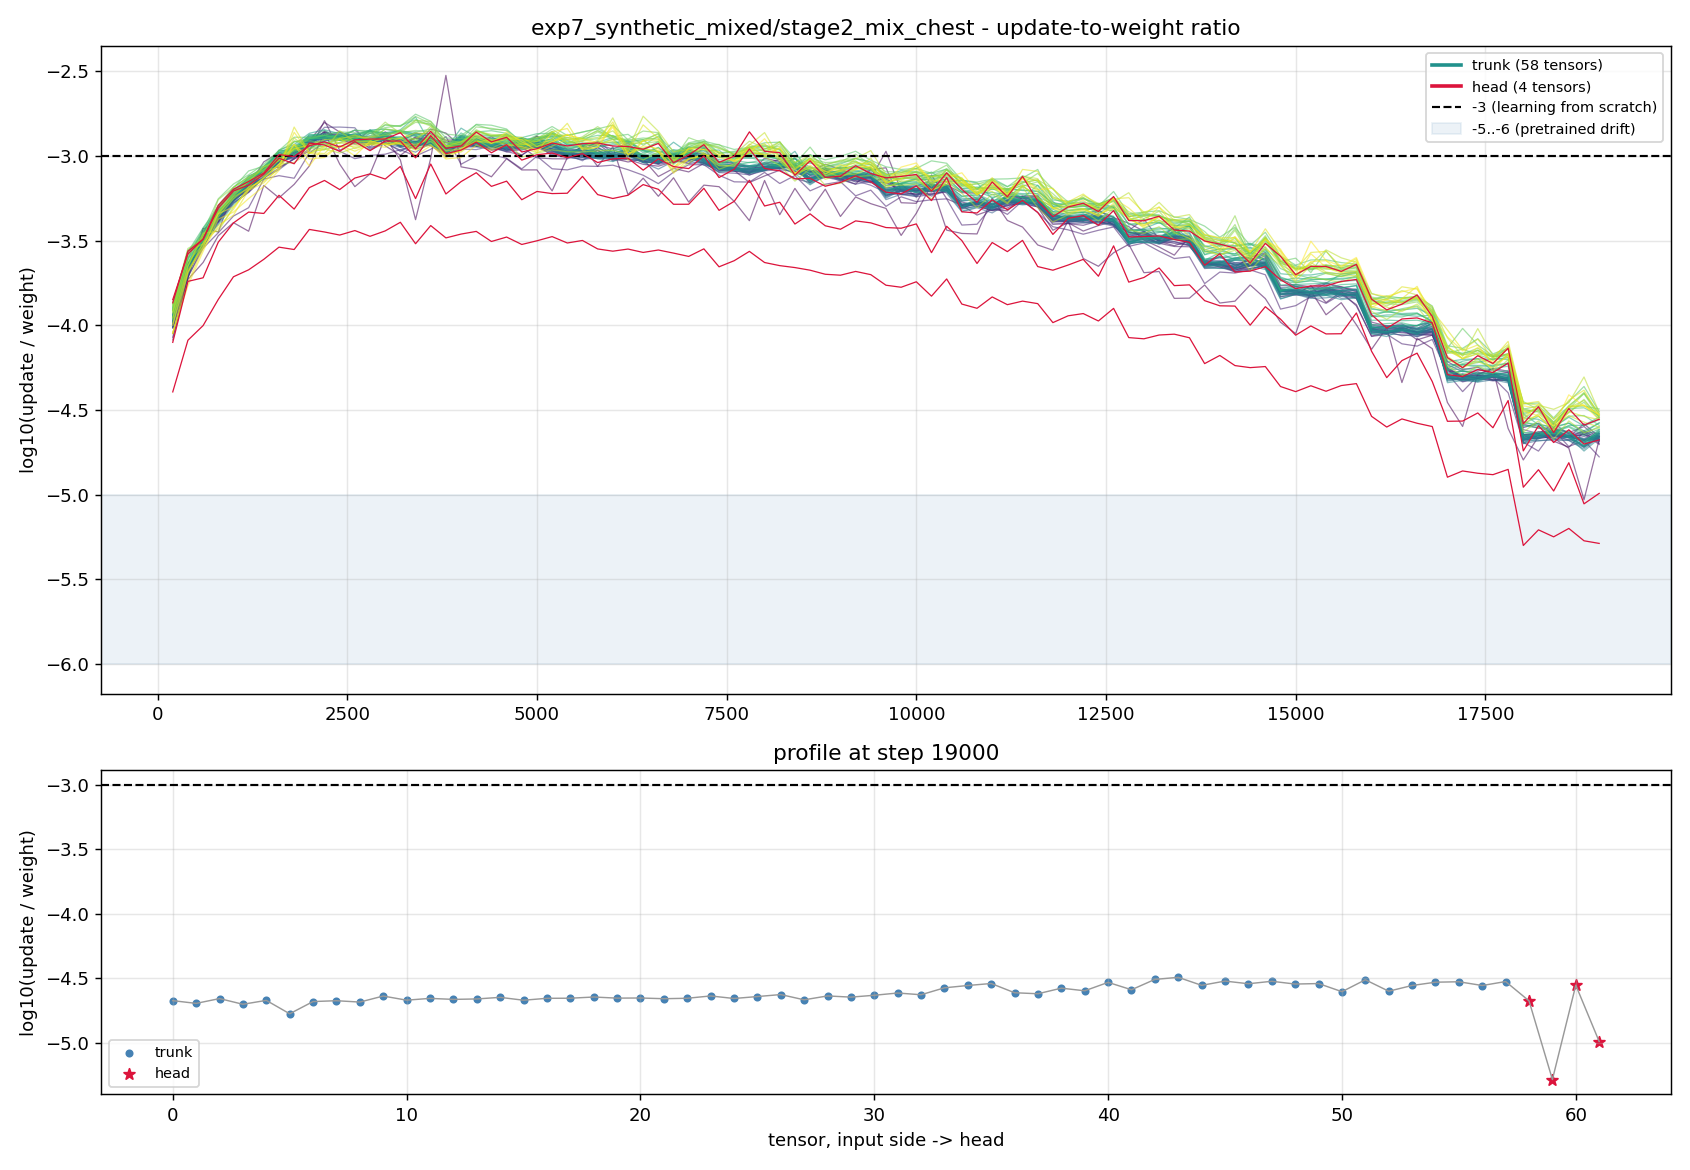 exp7_synthetic_mixed/stage2_mix_chest - update-to-weight ratio
−2.5
−3.0
−3.5
−4.0
−4.5
−5.0
−5.5
−6.0
log10(update / weight)
trunk (58 tensors)
head (4 tensors)
-3 (learning from scratch)
-5..-6 (pretrained drift)
0 2500 5000 7500 10000 12500 15000 17500
profile at step 19000
−3.0
−3.5
−4.0
−4.5
−5.0
log10(update / weight)
trunk
head
0 10 20 30 40 50 60
tensor, input side -> head